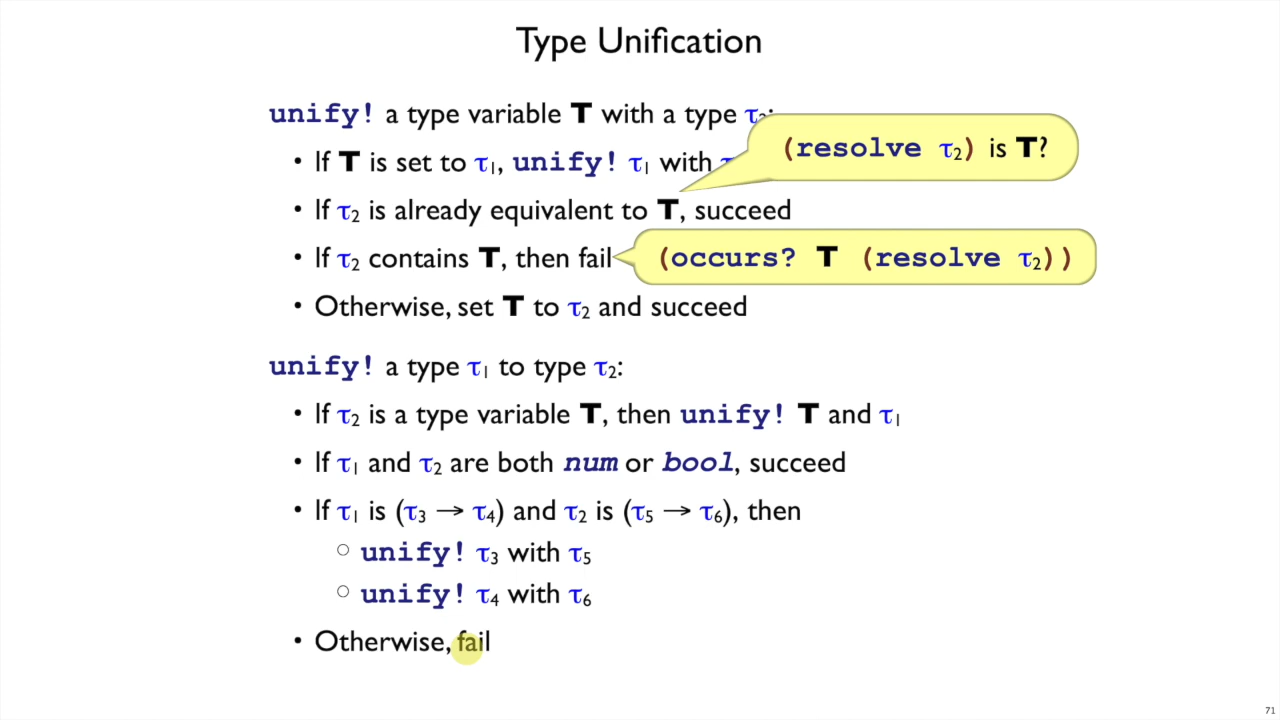 Type Unification
unify! a type variable T with a type τ₂:
(resolve τ₂) is T?
• If T is set to τ₁, unify! τ₁ with
• If τ₂ is already equivalent to T, succeed
• If τ₂ contains T, then fail
(occurs? T (resolve τ₂))
• Otherwise, set T to τ₂ and succeed
unify! a type τ₁ to type τ₂:
• If τ₂ is a type variable T, then unify! T and τ₁
• If τ₁ and τ₂ are both num or bool, succeed
• If τ₁ is (τ₃ → τ₄) and τ₂ is (τ₅ → τ₆), then
○ unify! τ₃ with τ₅
○ unify! τ₄ with τ₆
• Otherwise, fail
71